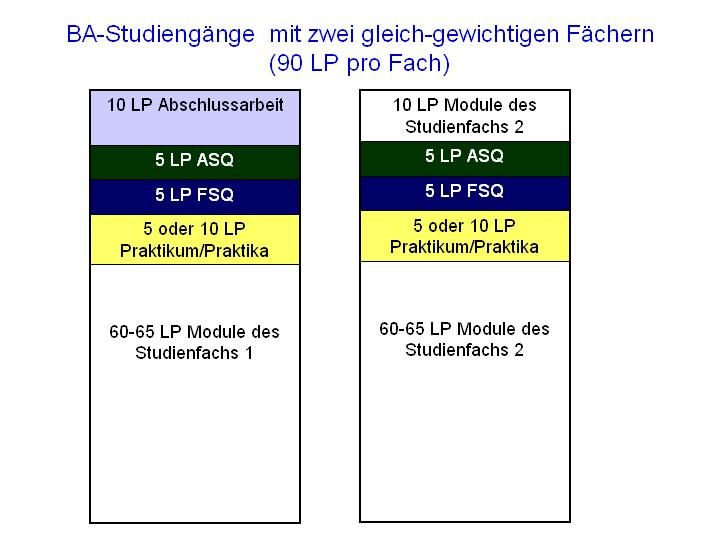 BA-Studiengänge  mit zwei gleich-gewichtigen Fächern
(90 LP pro Fach)
10 LP Abschlussarbeit
5 LP ASQ
5 LP FSQ
5 oder 10 LP
Praktikum/Praktika
60-65 LP Module des
Studienfachs 1
10 LP Module des
Studienfachs 2
5 LP ASQ
5 LP FSQ
5 oder 10 LP
Praktikum/Praktika
60-65 LP Module des
Studienfachs 2